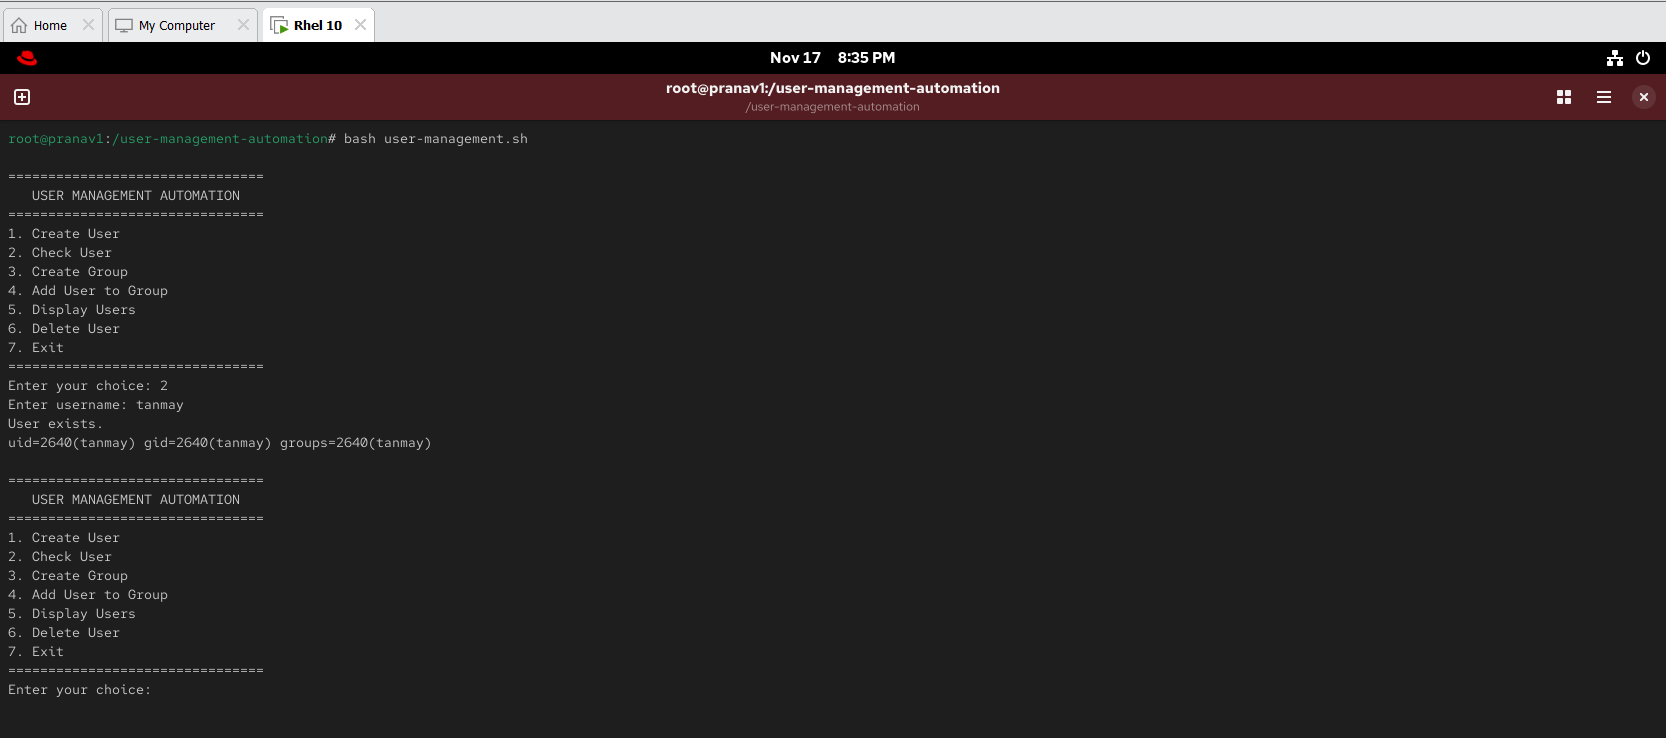 Home
My Computer
Rhel 10
Nov 17 8:35 PM
root@pranav1:/user-management-automation
/user-management-automation
root@pranav1:/user-management-automation# bash user-management.sh
================================
   USER MANAGEMENT AUTOMATION
================================
1. Create User
2. Check User
3. Create Group
4. Add User to Group
5. Display Users
6. Delete User
7. Exit
================================
Enter your choice: 2
Enter username: tanmay
User exists.
uid=2640(tanmay) gid=2640(tanmay) groups=2640(tanmay)
================================
   USER MANAGEMENT AUTOMATION
================================
1. Create User
2. Check User
3. Create Group
4. Add User to Group
5. Display Users
6. Delete User
7. Exit
================================
Enter your choice: